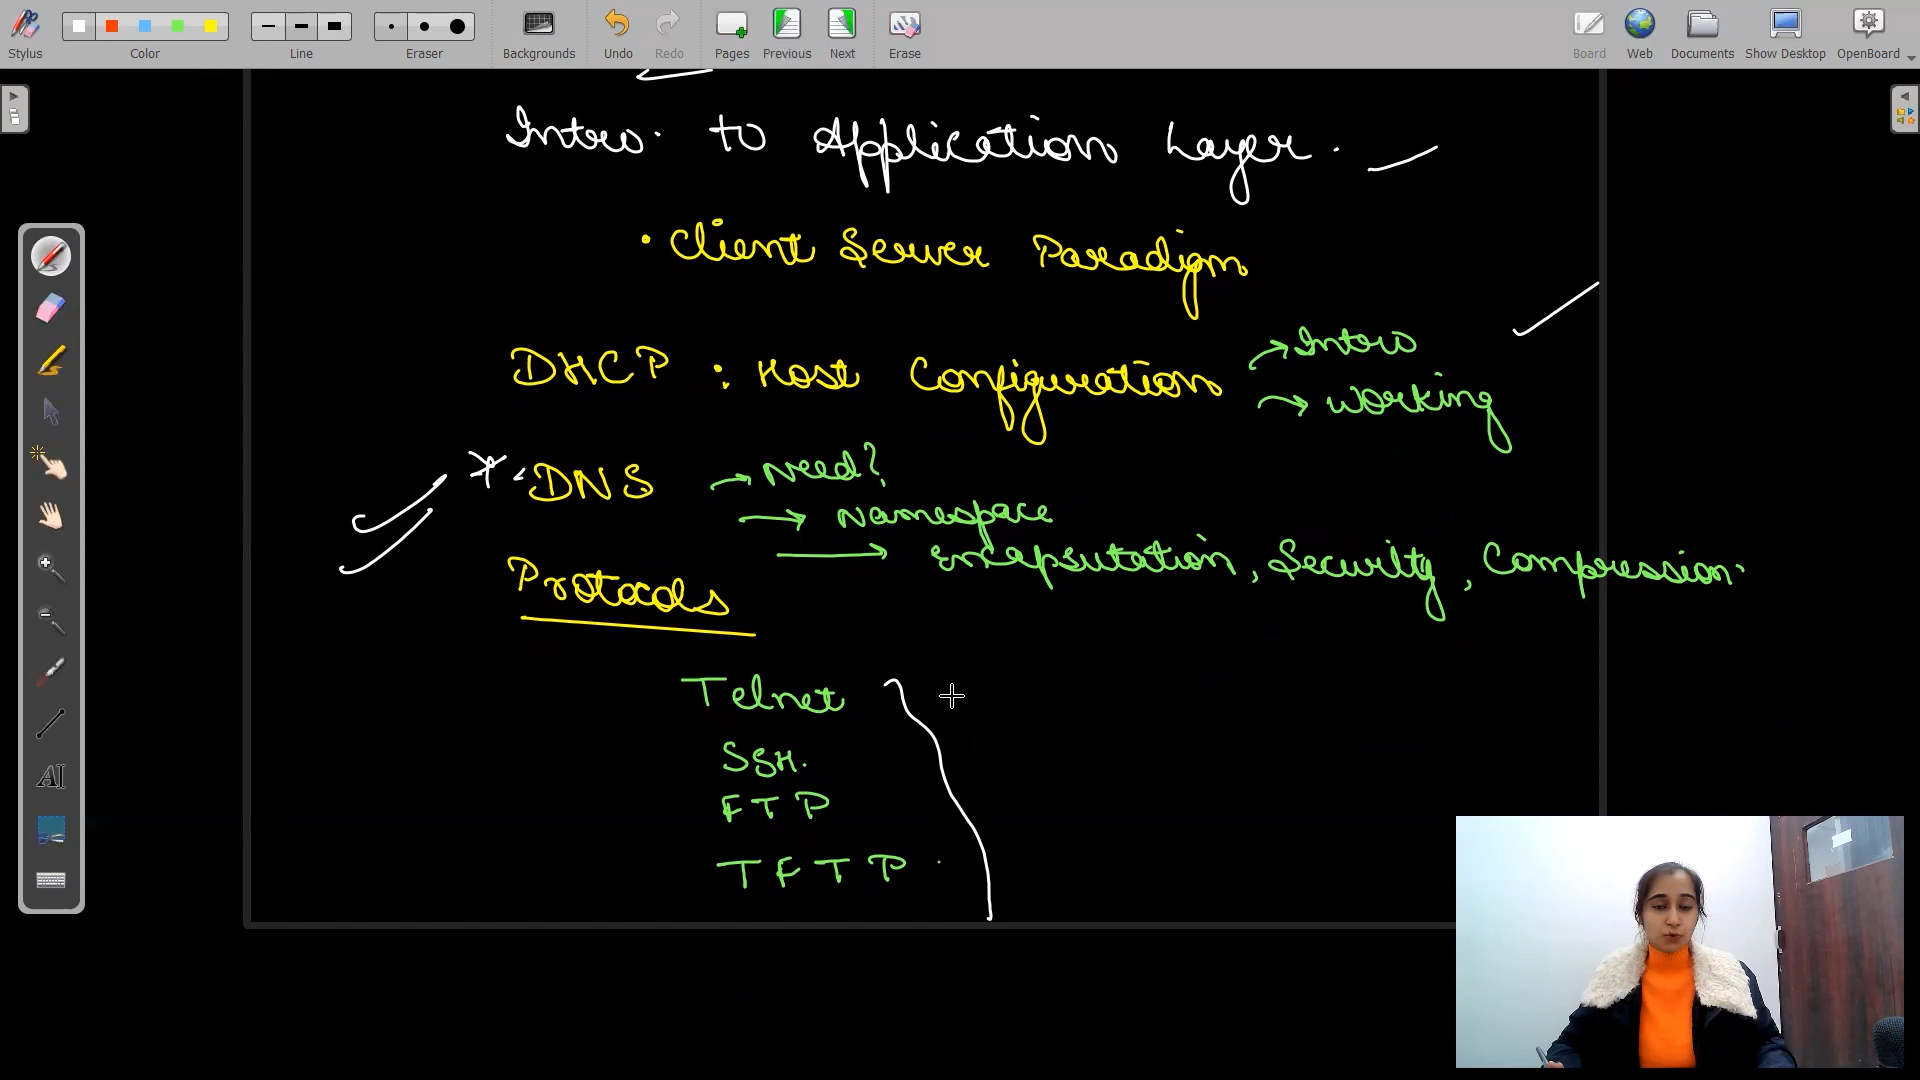 Stylus Color Line Eraser Backgrounds Undo Redo Pages Previous Next Erase Board Web Documents Show Desktop OpenBoard
Intro. to Application Layer.
• Client Server Paradigm
DHCP : Host Configuration → Intro
→ Working
* DNS → Need?
→ Namespace
→ Encapsulation, Security, Compression.
Protocols
Telnet
SSH.
FTP
TFTP
AI